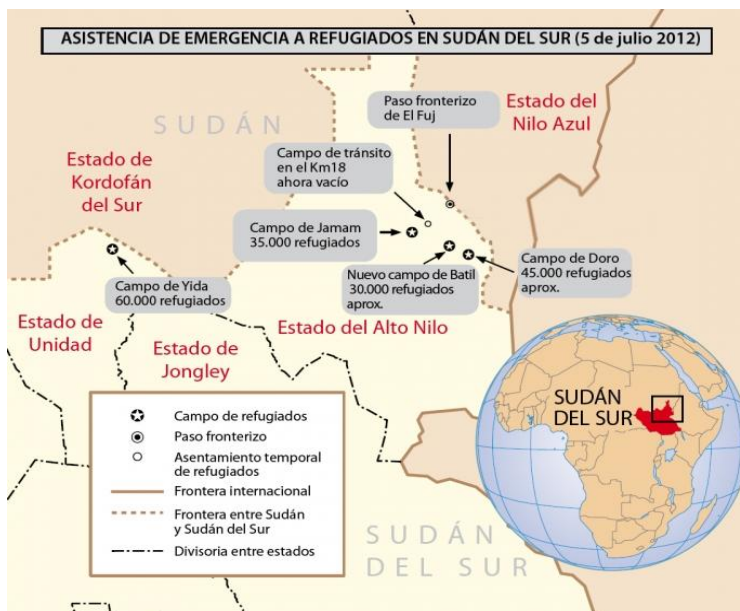 ASISTENCIA DE EMERGENCIA A REFUGIADOS EN SUDÁN DEL SUR (5 de julio 2012)
SUDÁN
Paso fronterizo
de El Fuj
Estado del
Nilo Azul
Estado de
Kordofán
del Sur
Campo de tránsito
en el Km18
ahora vacío
Campo de Jamam
35.000 refugiados
Campo de Yida
60.000 refugiados
Nuevo campo de Batil
30.000 refugiados
aprox.
Campo de Doro
45.000 refugiados
aprox.
Estado de
Unidad
Estado de
Jongley
Estado del Alto Nilo
Campo de refugiados
Paso fronterizo
Asentamiento temporal
de refugiados
Frontera internacional
Frontera entre Sudán
y Sudán del Sur
Divisoria entre estados
SUDÁN
DEL SUR
SUDÁN
DEL SUR